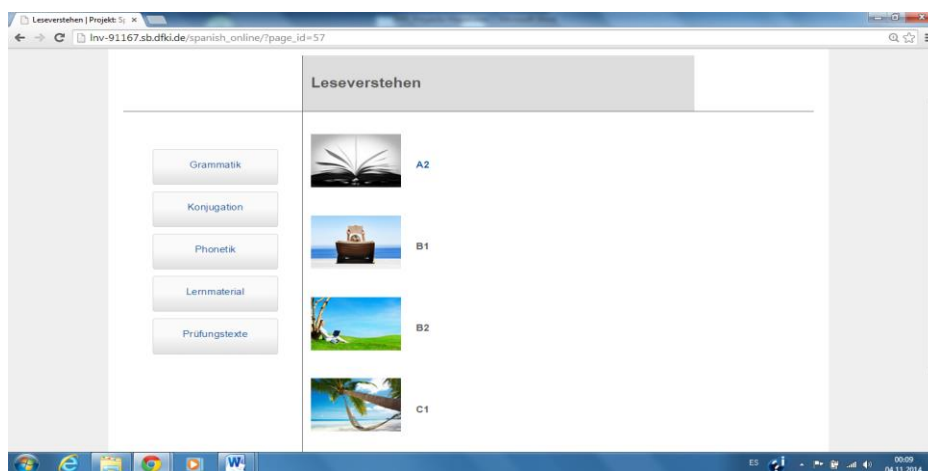 Leseverstehen | Projekt: Sp
lnv-91167.sb.dfki.de/spanish_online/?page_id=57
Leseverstehen
Grammatik
Konjugation
Phonetik
Lernmaterial
Prüfungstexte
A2
B1
B2
C1
ES
00:09
04.11.2014